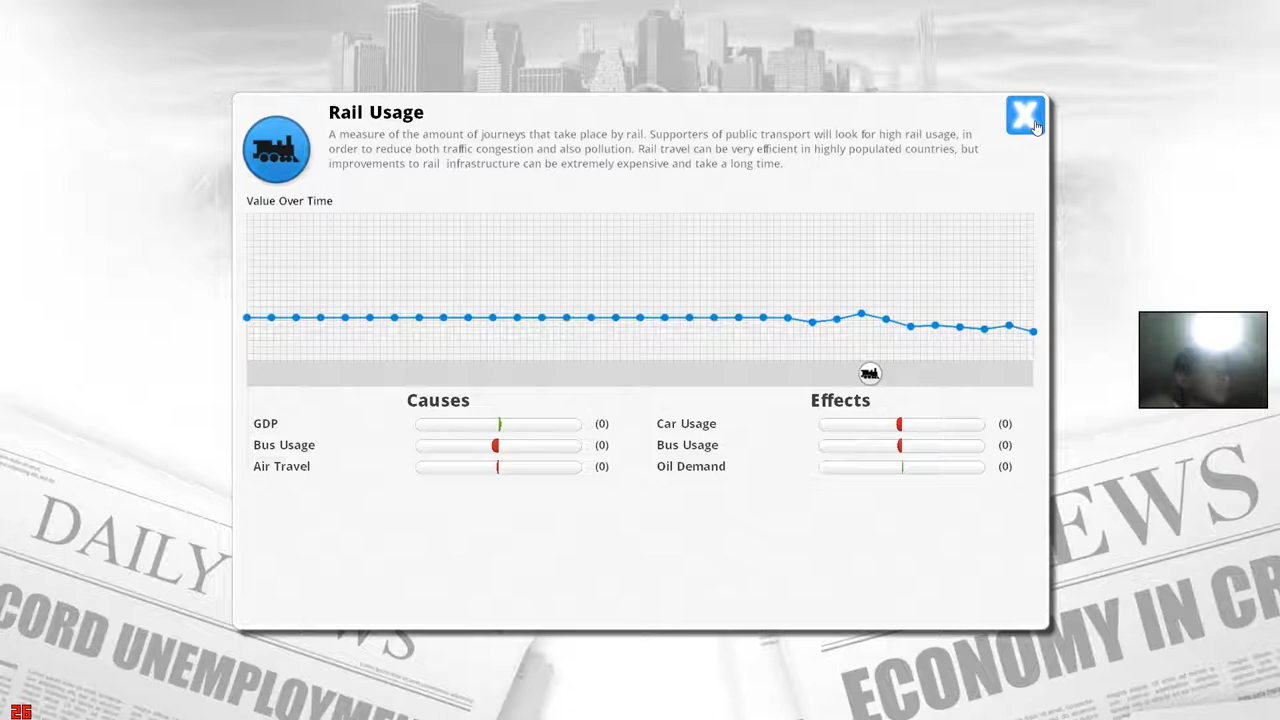 Rail Usage
X
A measure of the amount of journeys that take place by rail. Supporters of public transport will look for high rail usage, in
order to reduce both traffic congestion and also pollution. Rail travel can be very efficient in highly populated countries, but
improvements to rail infrastructure can be extremely expensive and take a long time.
Value Over Time
Causes
Effects
GDP (0) Car Usage (0)
Bus Usage (0) Bus Usage (0)
Air Travel (0) Oil Demand (0)
DAILY
NEWS
CORD UNEMPLOYM
EWS
ECONOMY IN CR
26